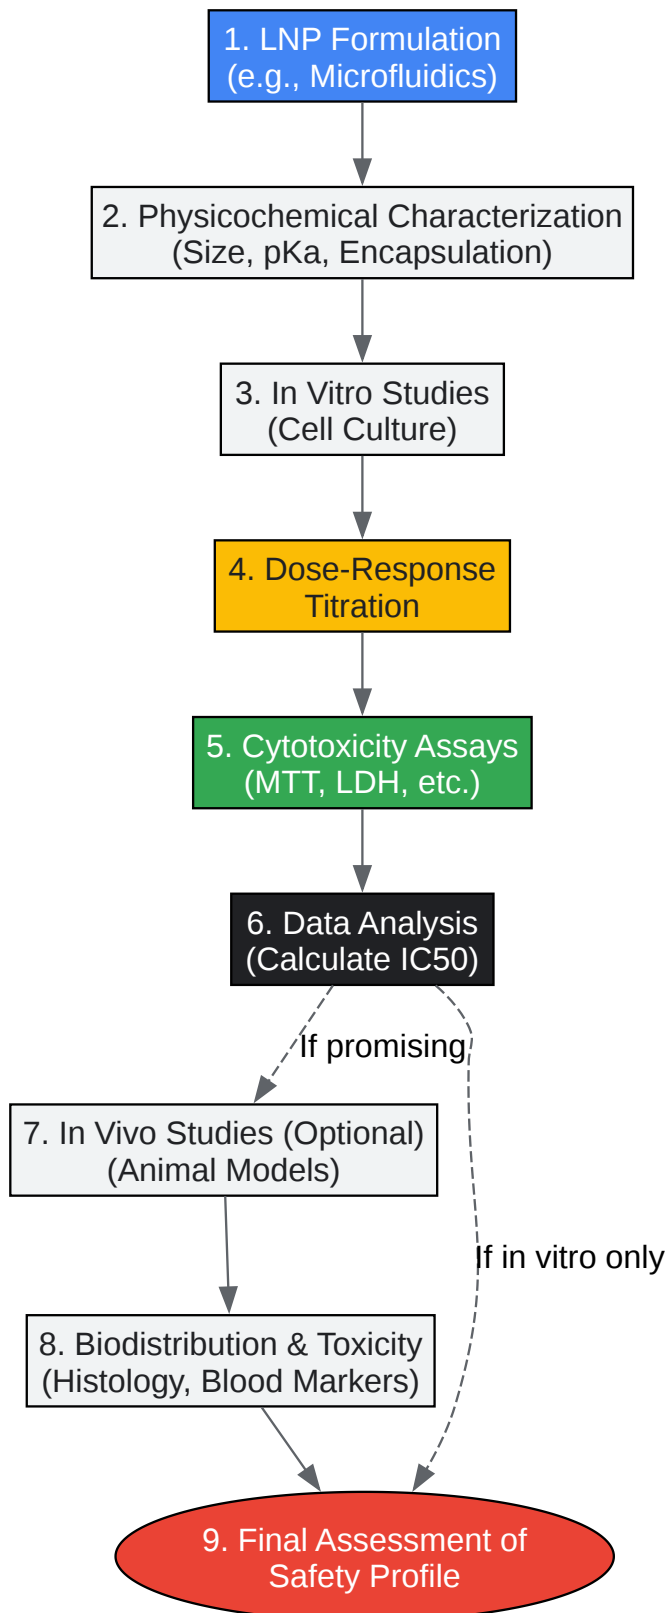 1. LNP Formulation
(e.g., Microfluidics)
2. Physicochemical Characterization
(Size, pKa, Encapsulation)
3. In Vitro Studies
(Cell Culture)
4. Dose-Response
Titration
5. Cytotoxicity Assays
(MTT, LDH, etc.)
6. Data Analysis
(Calculate IC50)
If promising
7. In Vivo Studies (Optional)
(Animal Models)
If in vitro only
8. Biodistribution & Toxicity
(Histology, Blood Markers)
9. Final Assessment of
Safety Profile